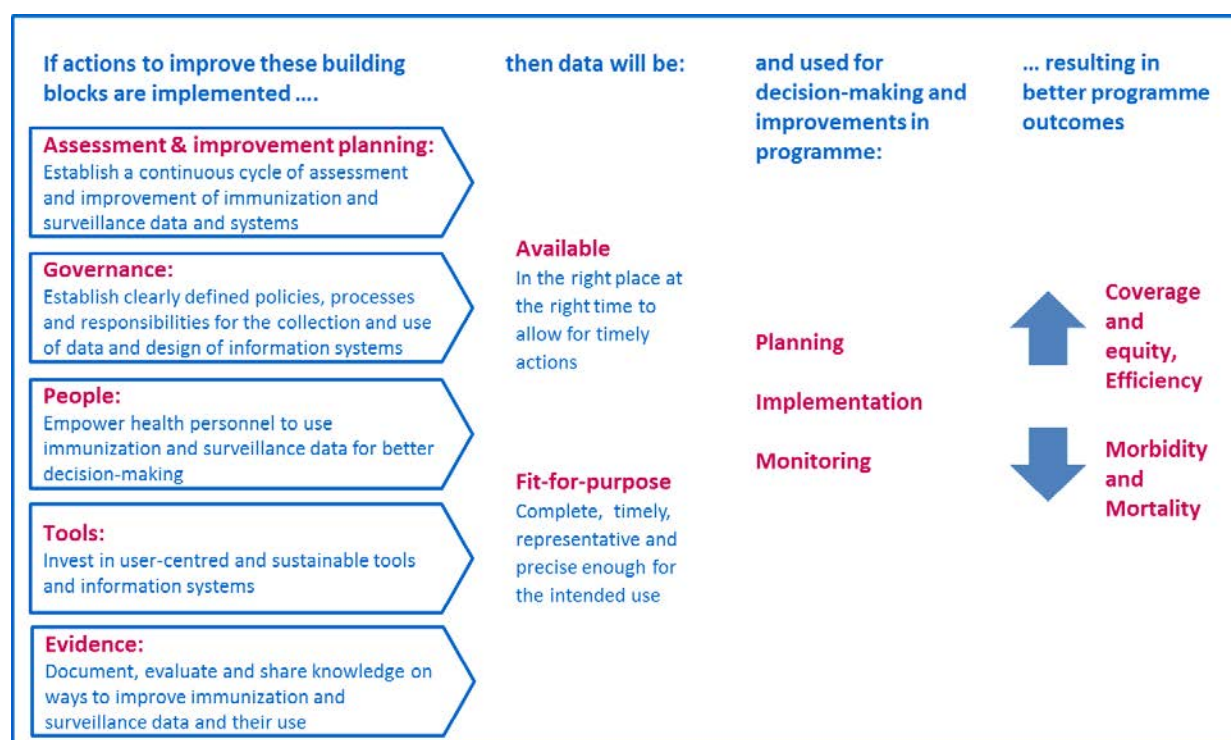 If actions to improve these building
blocks are implemented ....
Assessment & improvement planning:
Establish a continuous cycle of assessment
and improvement of immunization and
surveillance data and systems
Governance:
Establish clearly defined policies, processes
and responsibilities for the collection and use
of data and design of information systems
People:
Empower health personnel to use
immunization and surveillance data for better
decision-making
Tools:
Invest in user-centred and sustainable tools
and information systems
Evidence:
Document, evaluate and share knowledge on
ways to improve immunization and
surveillance data and their use
then data will be:
Available
In the right place at
the right time to
allow for timely
actions
Fit-for-purpose
Complete, timely,
representative and
precise enough for
the intended use
and used for
decision-making and
improvements in
programme:
Planning
Implementation
Monitoring
... resulting in
better programme
outcomes
Coverage
and
equity,
Efficiency
Morbidity
and
Mortality